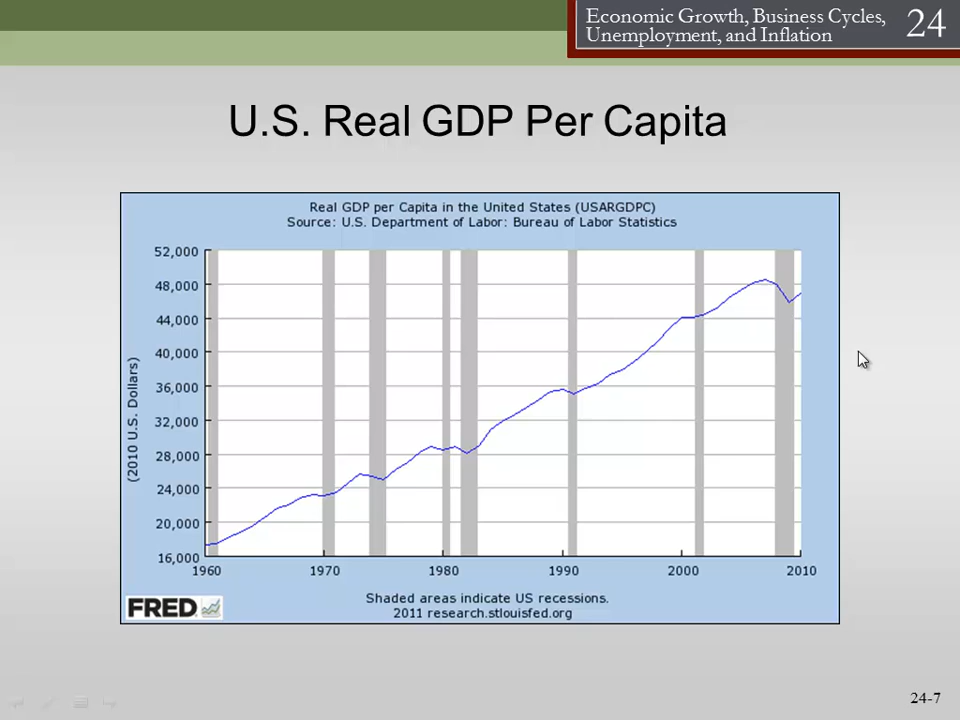 Economic Growth, Business Cycles,
Unemployment, and Inflation
24
U.S. Real GDP Per Capita
Real GDP per Capita in the United States (USARGDPC)
Source: U.S. Department of Labor: Bureau of Labor Statistics
52,000
48,000
44,000
40,000
36,000
32,000
28,000
24,000
20,000
16,000
(2010 U.S. Dollars)
1960 1970 1980 1990 2000 2010
Shaded areas indicate US recessions.
2011 research.stlouisfed.org
FRED
24-7